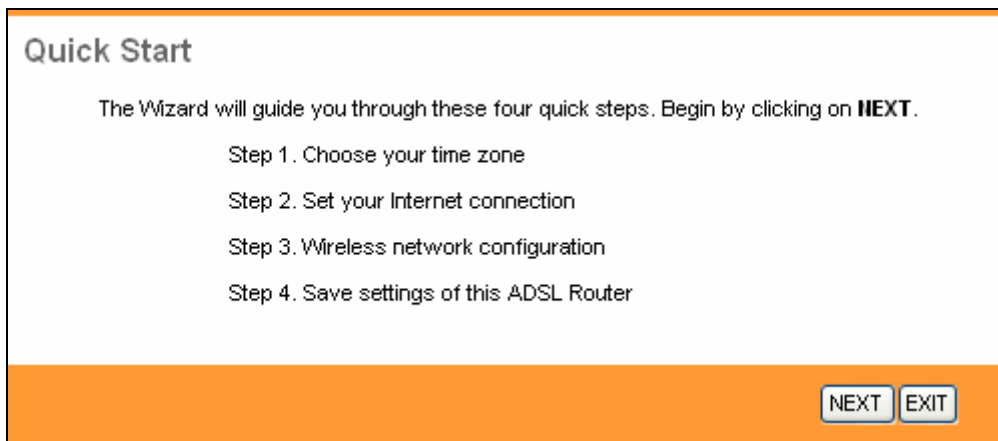 Quick Start
The Wizard will guide you through these four quick steps. Begin by clicking on NEXT.
Step 1. Choose your time zone
Step 2. Set your Internet connection
Step 3. Wireless network configuration
Step 4. Save settings of this ADSL Router
NEXT EXIT